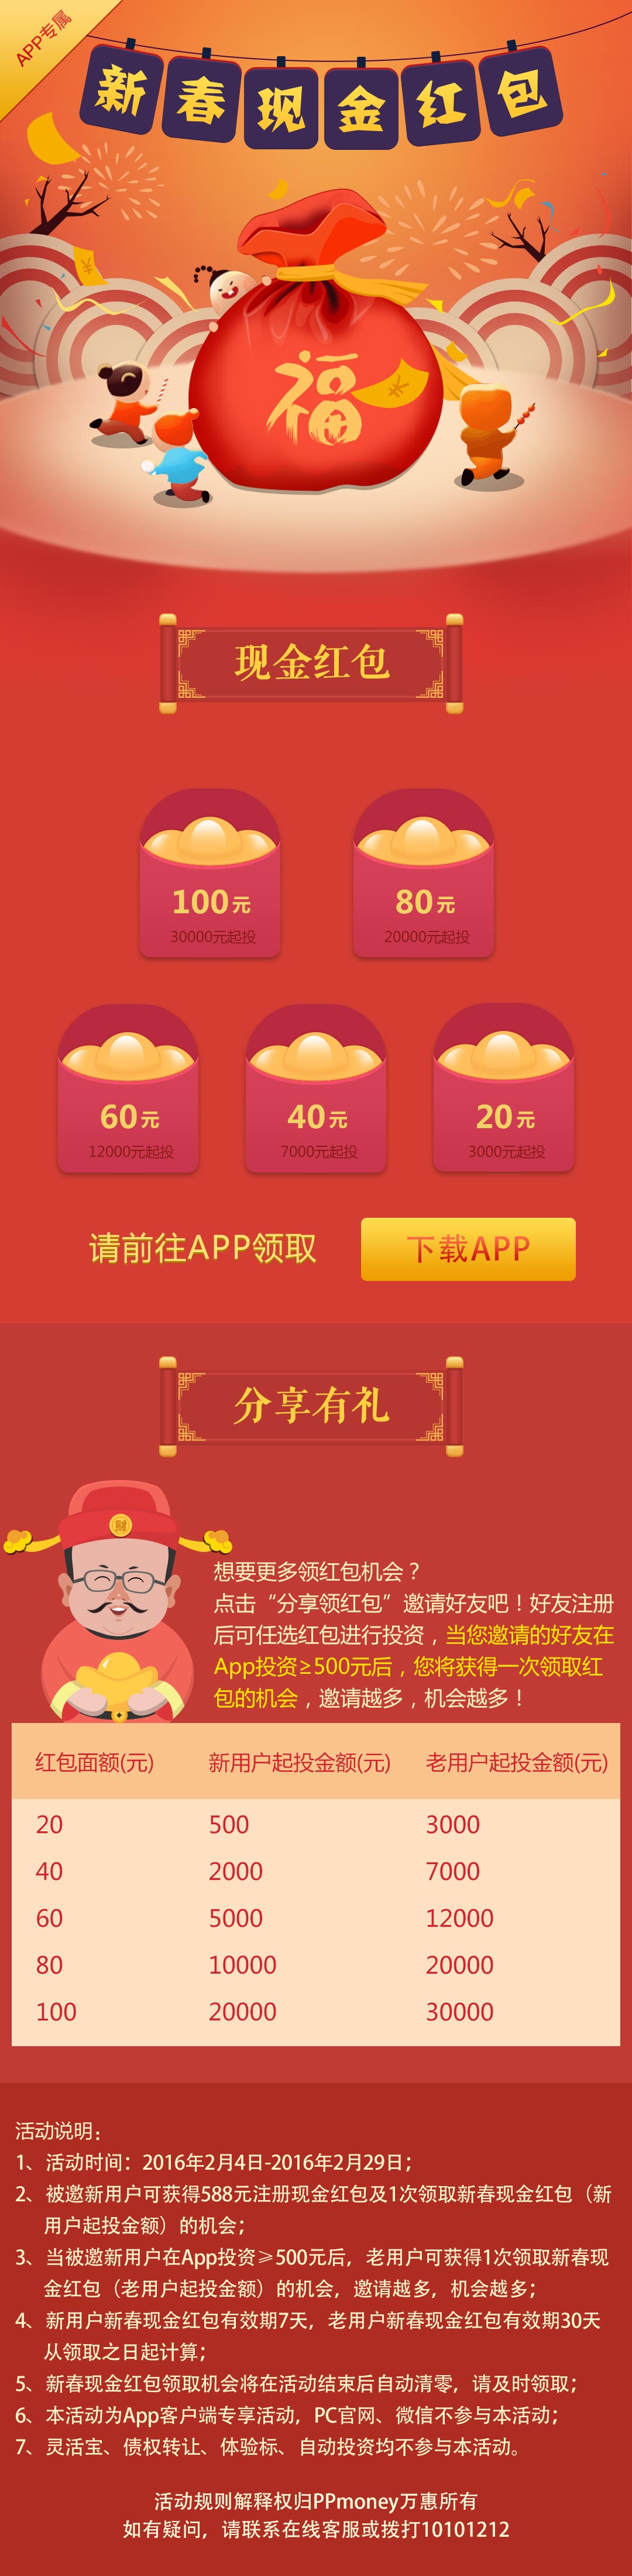 APP专属
新春现金红包
福
现金红包
100元
30000元起投
80元
20000元起投
60元
12000元起投
40元
7000元起投
20元
3000元起投
请前往APP领取
下载APP
分享有礼
财
想要更多领红包机会？
点击“分享领红包”邀请好友吧！好友注册
后可任选红包进行投资，当您邀请的好友在
App投资≥500元后，您将获得一次领取红
包的机会，邀请越多，机会越多！
红包面额(元) 新用户起投金额(元) 老用户起投金额(元)
20 500 3000
40 2000 7000
60 5000 12000
80 10000 20000
100 20000 30000
活动说明：
1、活动时间：2016年2月4日-2016年2月29日；
2、被邀新用户可获得588元注册现金红包及1次领取新春现金红包（新
用户起投金额）的机会；
3、当被邀新用户在App投资≥500元后，老用户可获得1次领取新春现
金红包（老用户起投金额）的机会，邀请越多，机会越多；
4、新用户新春现金红包有效期7天，老用户新春现金红包有效期30天
从领取之日起计算；
5、新春现金红包领取机会将在活动结束后自动清零，请及时领取；
6、本活动为App客户端专享活动，PC官网、微信不参与本活动；
7、灵活宝、债权转让、体验标、自动投资均不参与本活动。
活动规则解释权归PPmoney万惠所有
如有疑问，请联系在线客服或拨打10101212